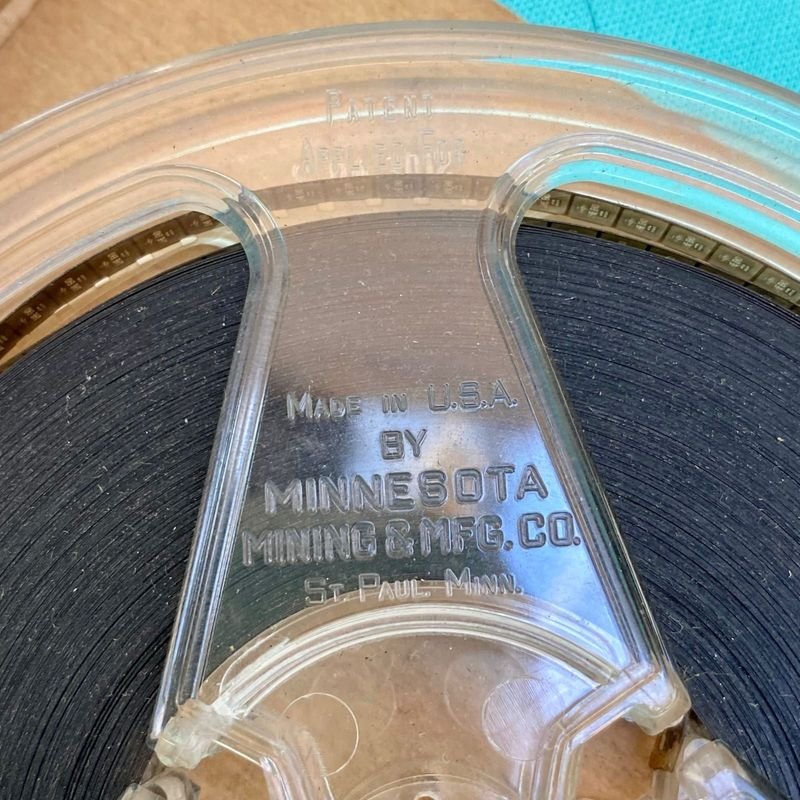 PATENT
APPLIED FOR
MADE IN U.S.A.
BY
MINNESOTA
MINING & MFG. CO.
ST. PAUL MINN.